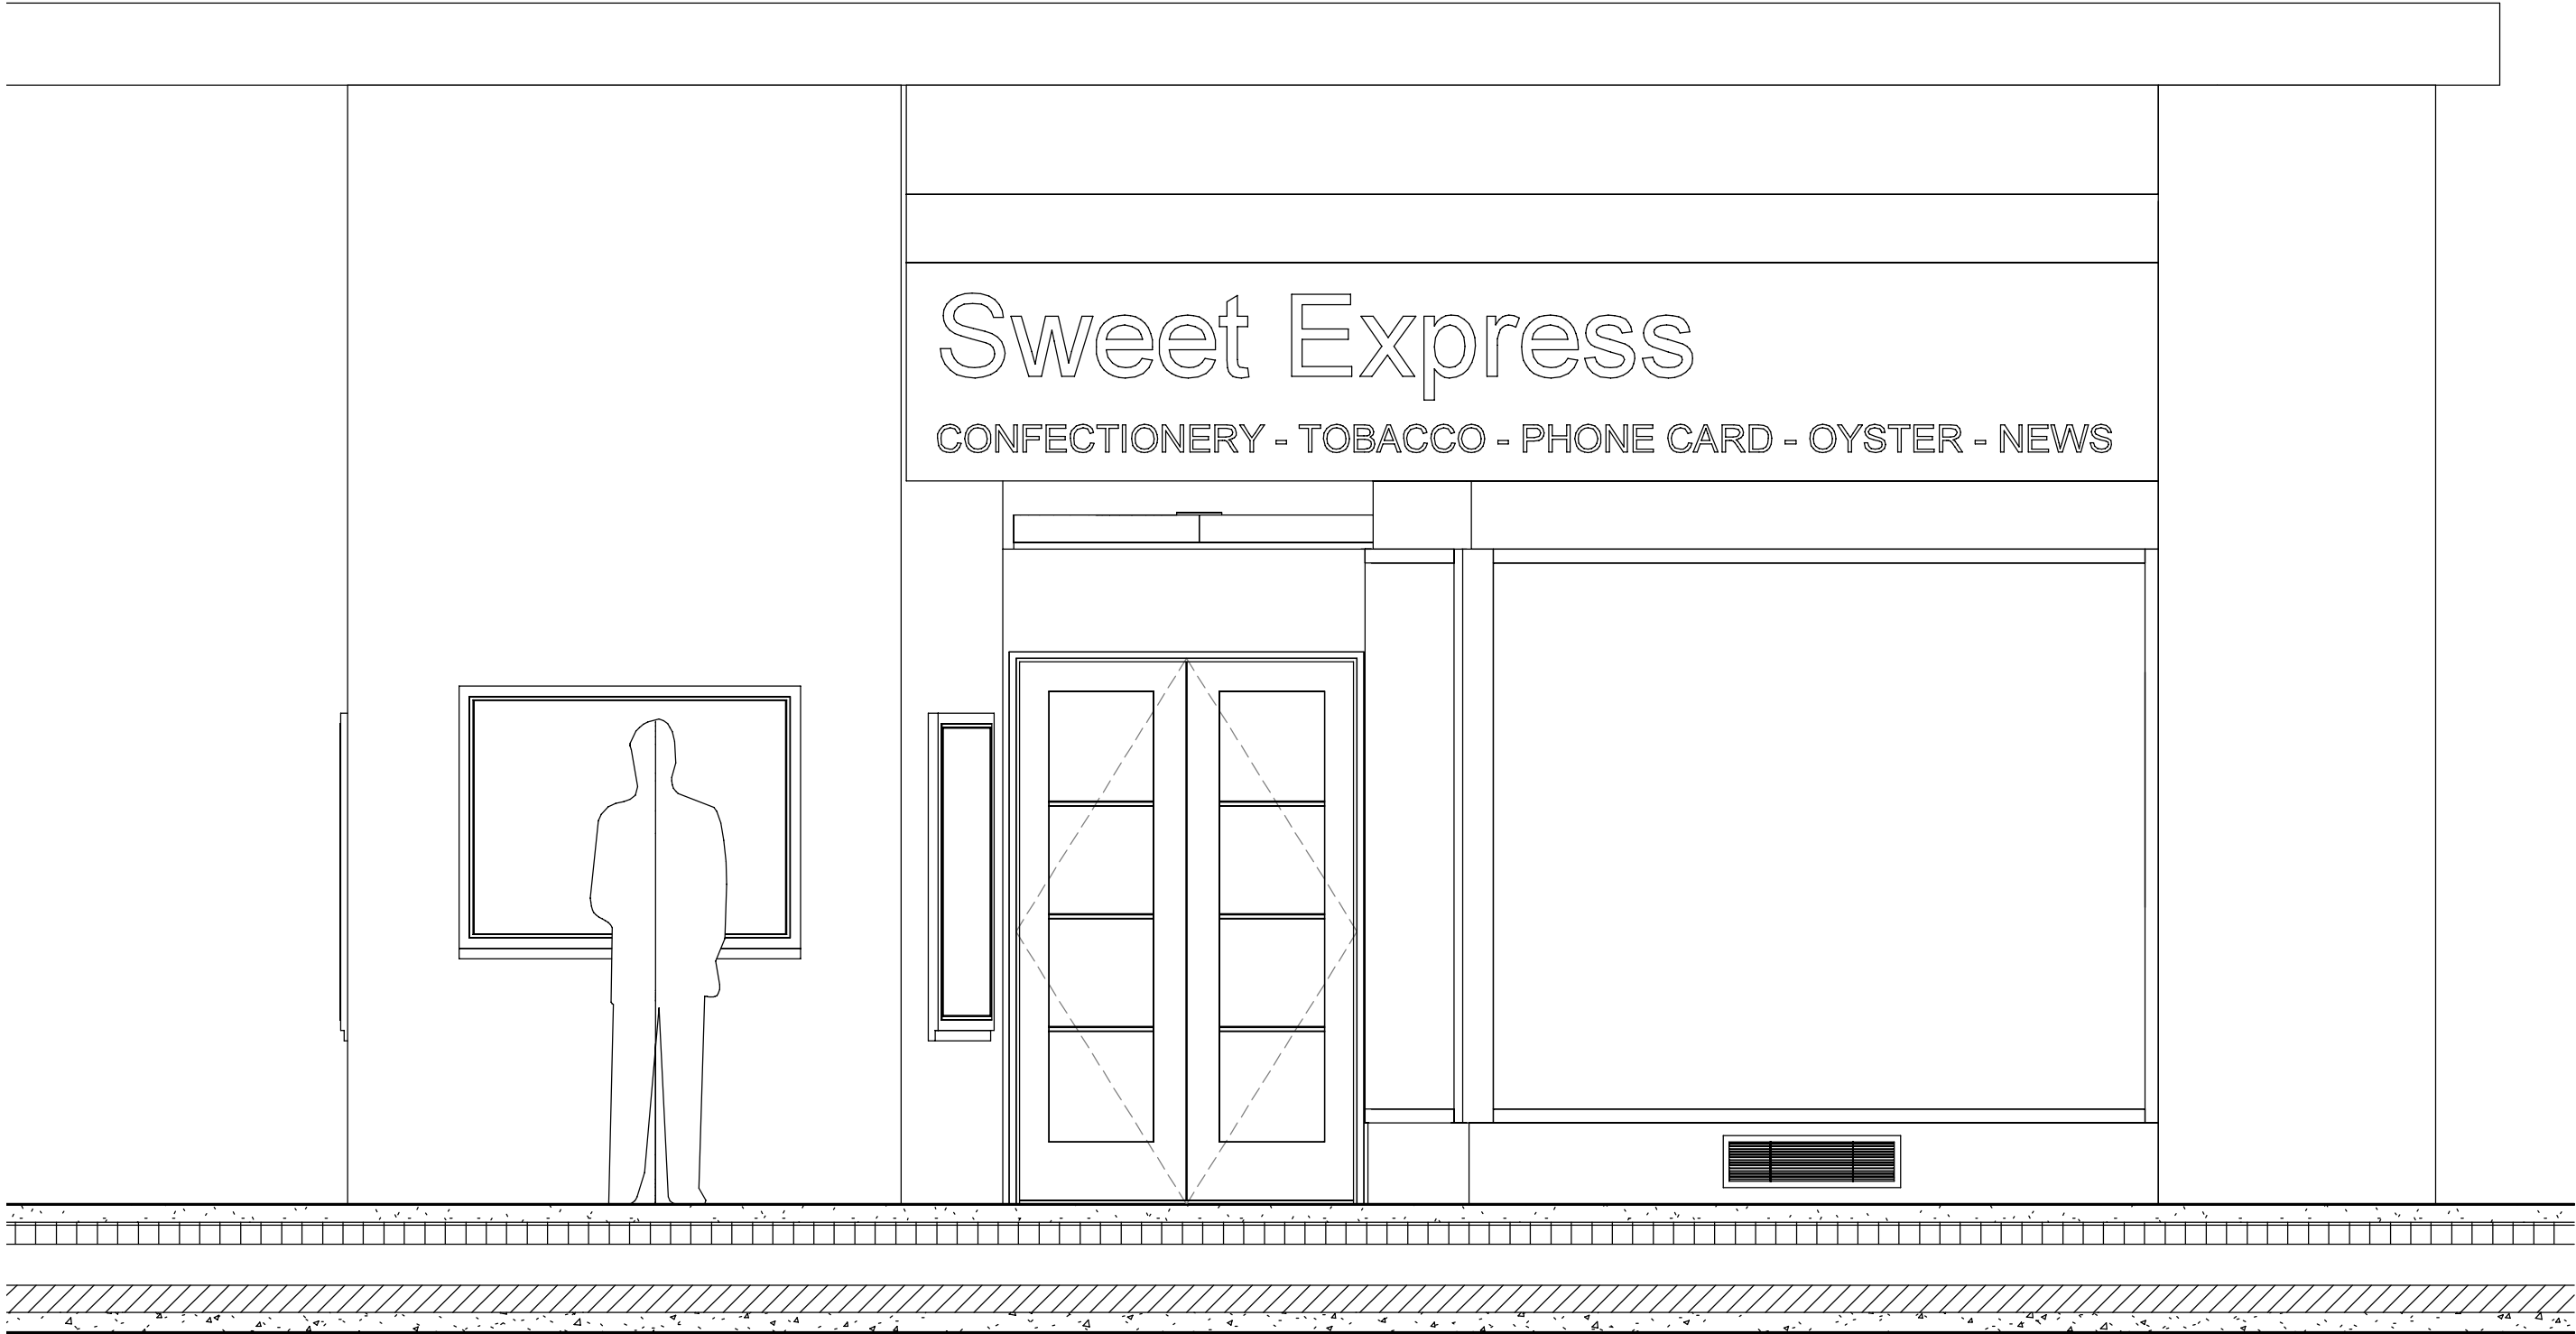 Sweet Express
CONFECTIONERY - TOBACCO - PHONE CARD - OYSTER - NEWS